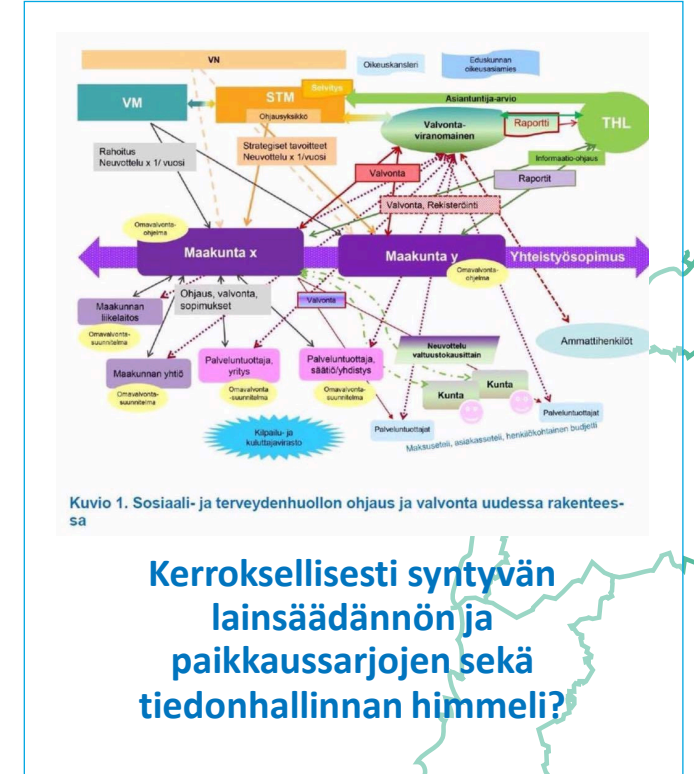 VN
Oikeuskansleri
Eduskunnan
oikeusasiamies
VM
STM
Selvitys
Ohjausyksikkö
Asiantuntija-arvio
Valvonta-
viranomainen
Raportti
THL
Rahoitus
Neuvottelu x 1/ vuosi
Strategiset tavoitteet
Neuvottelu x 1/vuosi
Informaatio-ohjaus
Valvonta
Raportit
Valvonta, Rekisteröinti
Omavalvonta-
ohjelma
Maakunta x
Maakunta y
Yhteistyösopimus
Omavalvonta-
ohjelma
Maakunnan
liikelaitos
Ohjaus, valvonta,
sopimukset
Valvonta
Omavalvonta-
suunnitelma
Neuvottelu
valtuustokausittain
Ammattihenkilöt
Maakunnan yhtiö
Palveluntuottaja,
yritys
Palveluntuottaja,
säätiö/yhdistys
Kunta
Kunta
Omavalvonta-
suunnitelma
Omavalvonta
-suunnitelma
Omavalvonta-
suunnitelma
Palveluntuottajat
Palveluntuottajat
Maksuseteli, asiakasseteli, henkilökohtainen budjetti
Kilpailu- ja
kuluttajavirasto
Kuvio 1. Sosiaali- ja terveydenhuollon ohjaus ja valvonta uudessa rakentees-
sa
Kerroksellisesti syntyvän
lainsäädännön ja
paikkaussarjojen sekä
tiedonhallinnan himmeli?